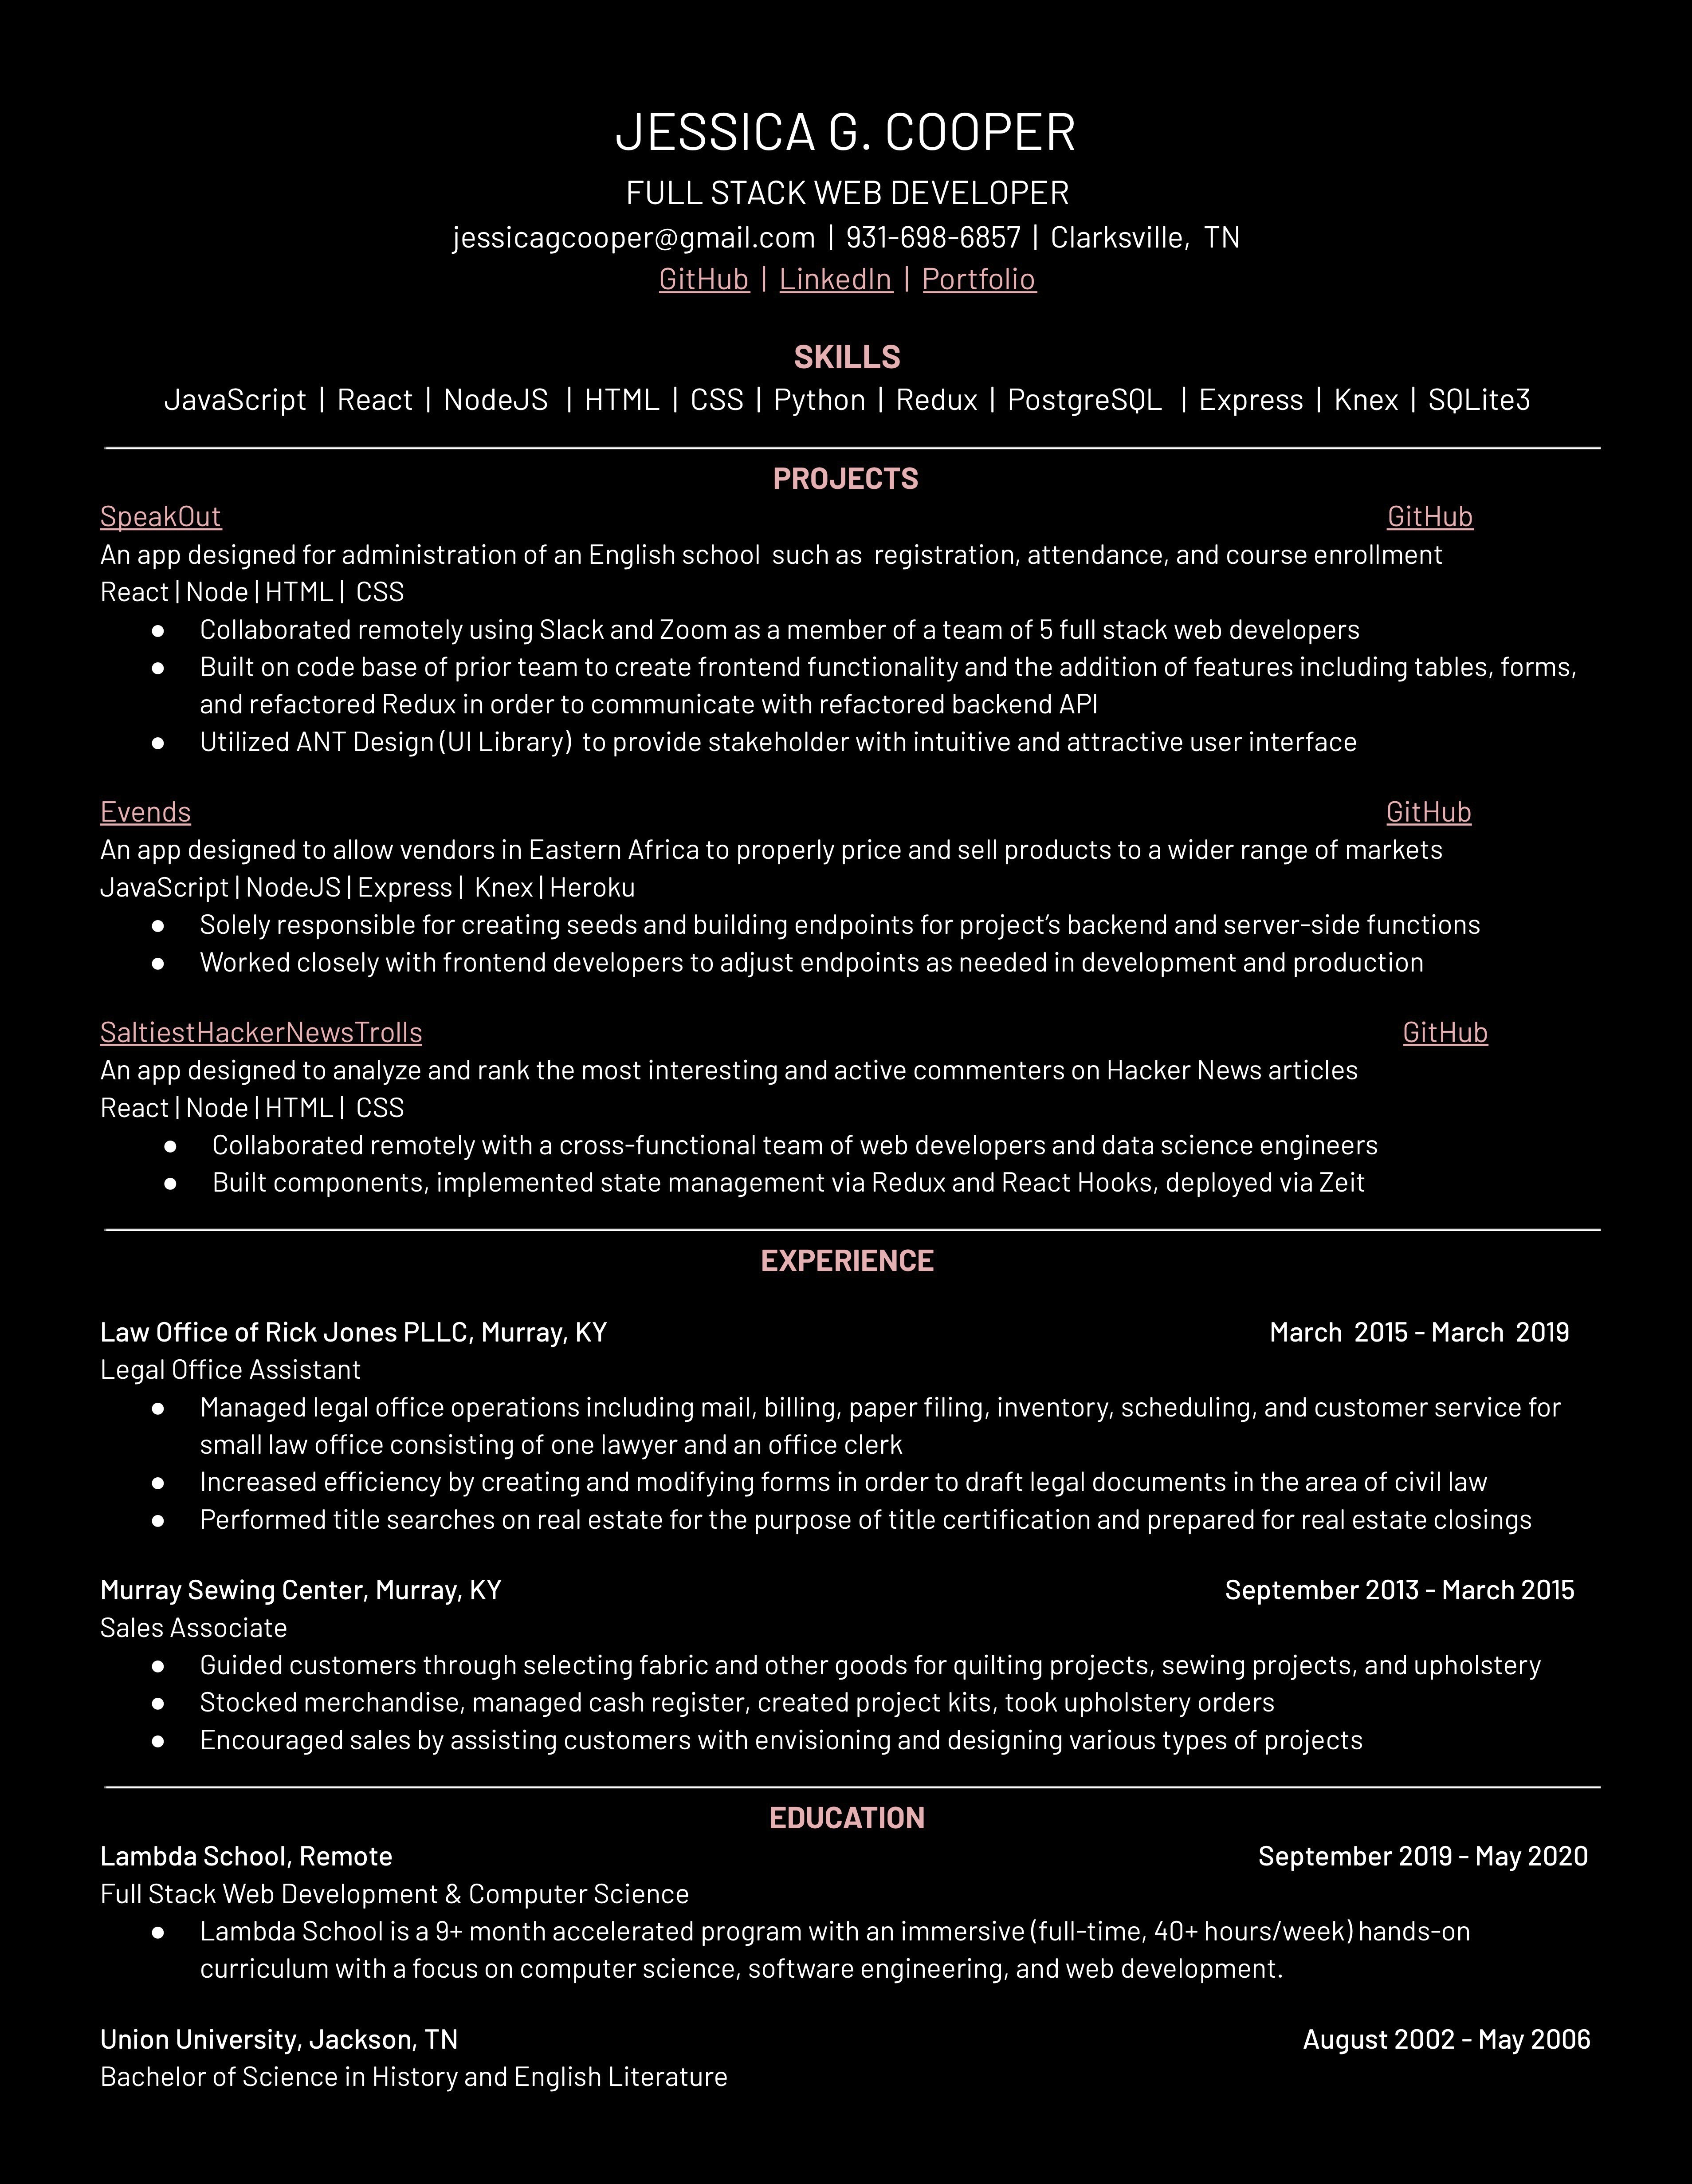 JESSICA G. COOPER
FULL STACK WEB DEVELOPER
jessicagcooper@gmail.com | 931-698-6857 | Clarksville, TN
GitHub | LinkedIn | Portfolio
SKILLS
JavaScript | React | NodeJS | HTML | CSS | Python | Redux | PostgreSQL | Express | Knex | SQLite3
PROJECTS
SpeakOut GitHub
An app designed for administration of an English school such as registration, attendance, and course enrollment
React | Node | HTML | CSS
● Collaborated remotely using Slack and Zoom as a member of a team of 5 full stack web developers
● Built on code base of prior team to create frontend functionality and the addition of features including tables, forms,
and refactored Redux in order to communicate with refactored backend API
● Utilized ANT Design (UI Library) to provide stakeholder with intuitive and attractive user interface
Evends GitHub
An app designed to allow vendors in Eastern Africa to properly price and sell products to a wider range of markets
JavaScript | NodeJS | Express | Knex | Heroku
● Solely responsible for creating seeds and building endpoints for project’s backend and server-side functions
● Worked closely with frontend developers to adjust endpoints as needed in development and production
SaltiestHackerNewsTrolls GitHub
An app designed to analyze and rank the most interesting and active commenters on Hacker News articles
React | Node | HTML | CSS
● Collaborated remotely with a cross-functional team of web developers and data science engineers
● Built components, implemented state management via Redux and React Hooks, deployed via Zeit
EXPERIENCE
Law Office of Rick Jones PLLC, Murray, KY March 2015 - March 2019
Legal Office Assistant
● Managed legal office operations including mail, billing, paper filing, inventory, scheduling, and customer service for
small law office consisting of one lawyer and an office clerk
● Increased efficiency by creating and modifying forms in order to draft legal documents in the area of civil law
● Performed title searches on real estate for the purpose of title certification and prepared for real estate closings
Murray Sewing Center, Murray, KY September 2013 - March 2015
Sales Associate
● Guided customers through selecting fabric and other goods for quilting projects, sewing projects, and upholstery
● Stocked merchandise, managed cash register, created project kits, took upholstery orders
● Encouraged sales by assisting customers with envisioning and designing various types of projects
EDUCATION
Lambda School, Remote September 2019 - May 2020
Full Stack Web Development & Computer Science
● Lambda School is a 9+ month accelerated program with an immersive (full-time, 40+ hours/week) hands-on
curriculum with a focus on computer science, software engineering, and web development.
Union University, Jackson, TN August 2002 - May 2006
Bachelor of Science in History and English Literature